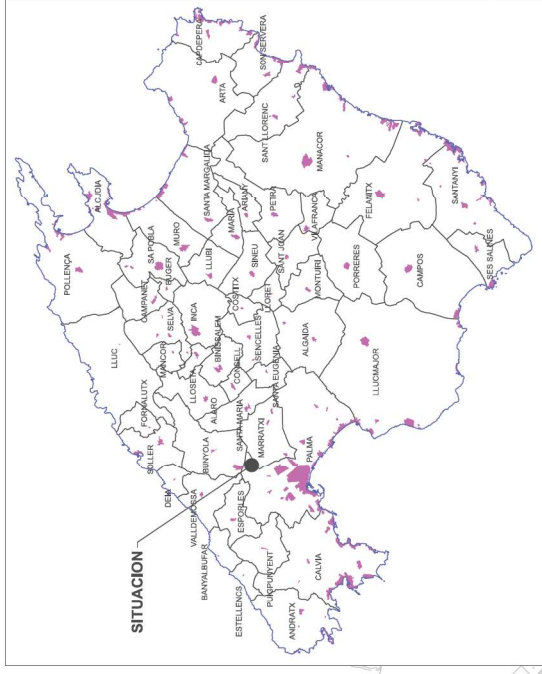 SITUACION
POLLENÇA
ALCUDIA
LLUC
FORNALUTX
SOLLER
DEIA
VALLDEMOSSA
BANYALBUFAR
ESTELLENCS
PUIGPUNYENT
ANDRATX
CALVIA
ESPORLES
BUNYOLA
ALARO
LLOSETA
MANCOR
SELVA
CAMPANET
BUGER
SA POBLA
MURO
INCA
BINISSALEM
CONSELL
SANTA MARIA
MARRATXI
PALMA
SANTA EUGENIA
SENCELLES
COSTITX
LLUBI
SANTA MARGALIDA
MARIA
SINEU
LLORET
ARIANY
PETRA
SANT JOAN
VILAFRANCA
MONTUIRI
ALGAIDA
LLUCMAJOR
PORRERES
CAMPOS
FELANITX
MANACOR
SANT LLORENC
SON SERVERA
ARTA
CAPDEPERA
SANTANYI
SES SALINES